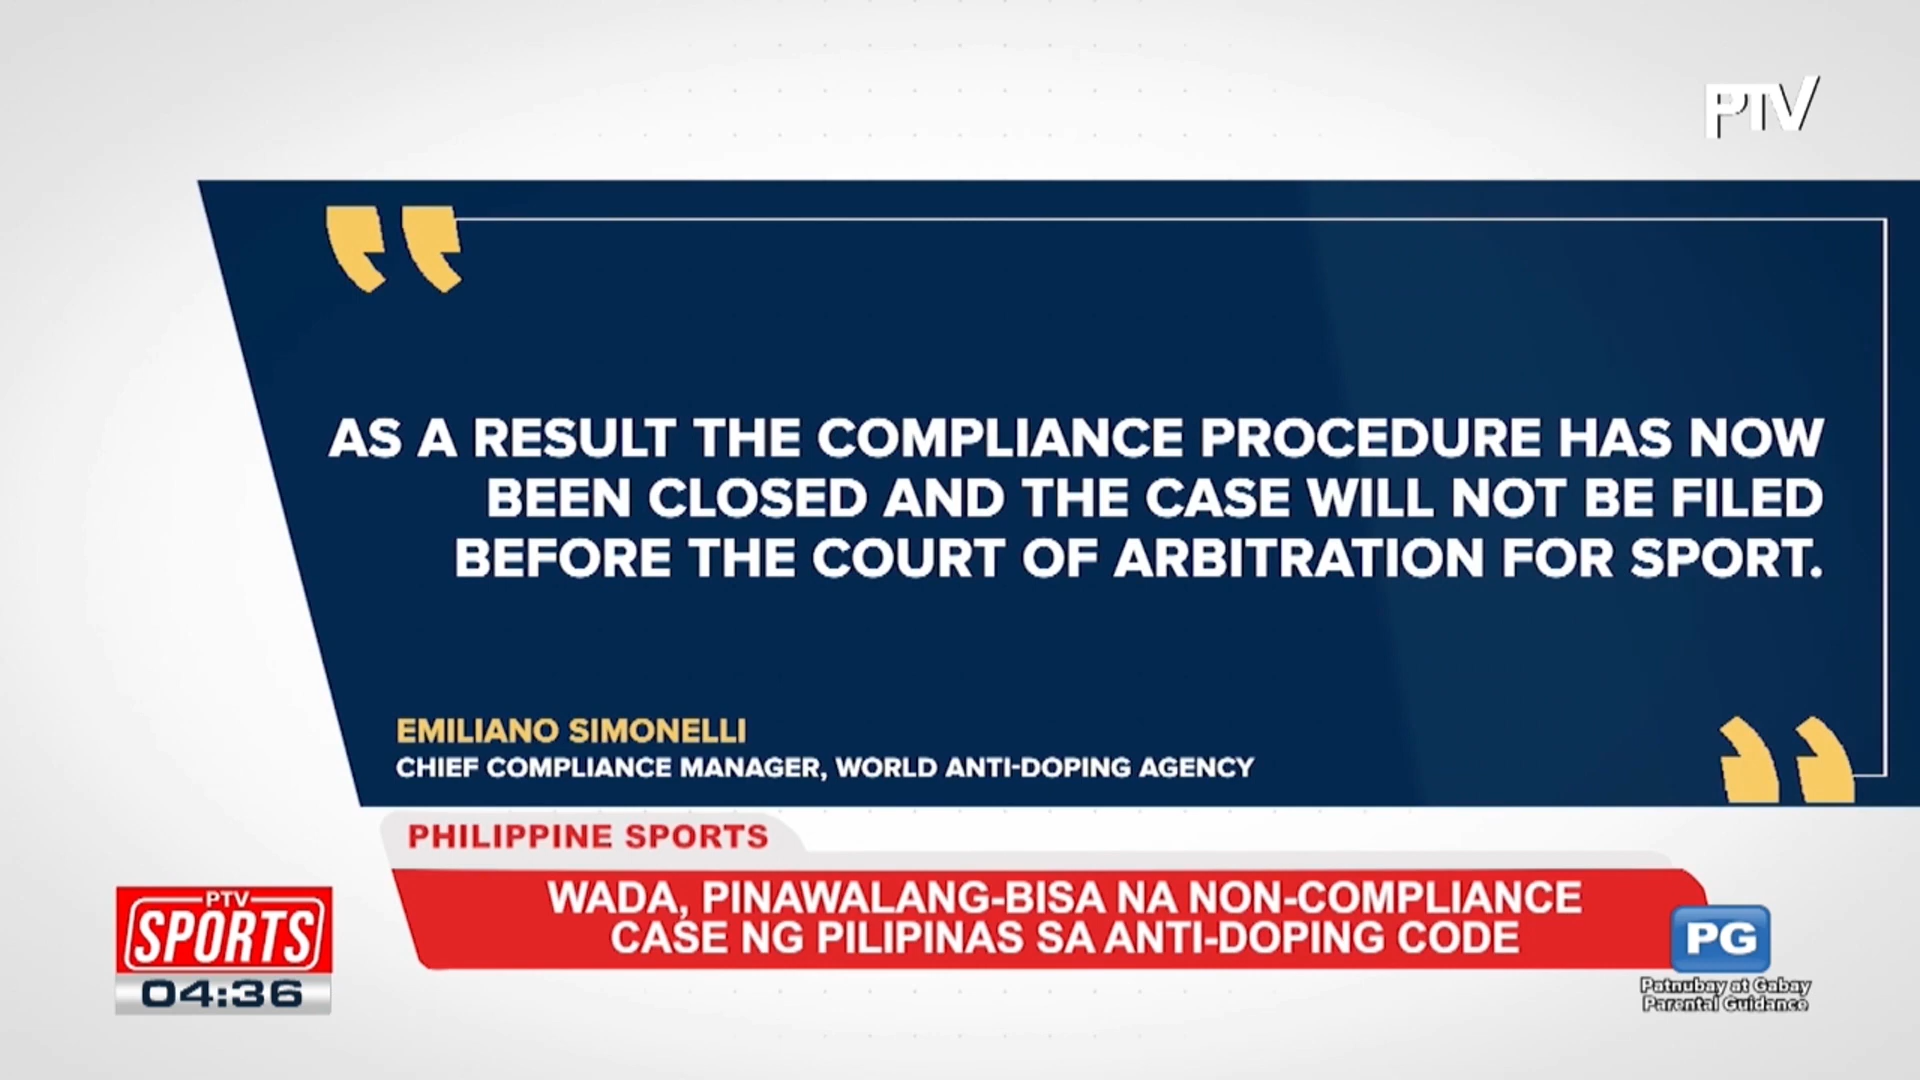 PTV
AS A RESULT THE COMPLIANCE PROCEDURE HAS NOW
BEEN CLOSED AND THE CASE WILL NOT BE FILED
BEFORE THE COURT OF ARBITRATION FOR SPORT.
EMILIANO SIMONELLI
CHIEF COMPLIANCE MANAGER, WORLD ANTI-DOPING AGENCY
PHILIPPINE SPORTS
WADA, PINAWALANG-BISA NA NON-COMPLIANCE
CASE NG PILIPINAS SA ANTI-DOPING CODE
PTV
SPORTS
04:36
PG
Patnubay at Gabay
Parental Guidance